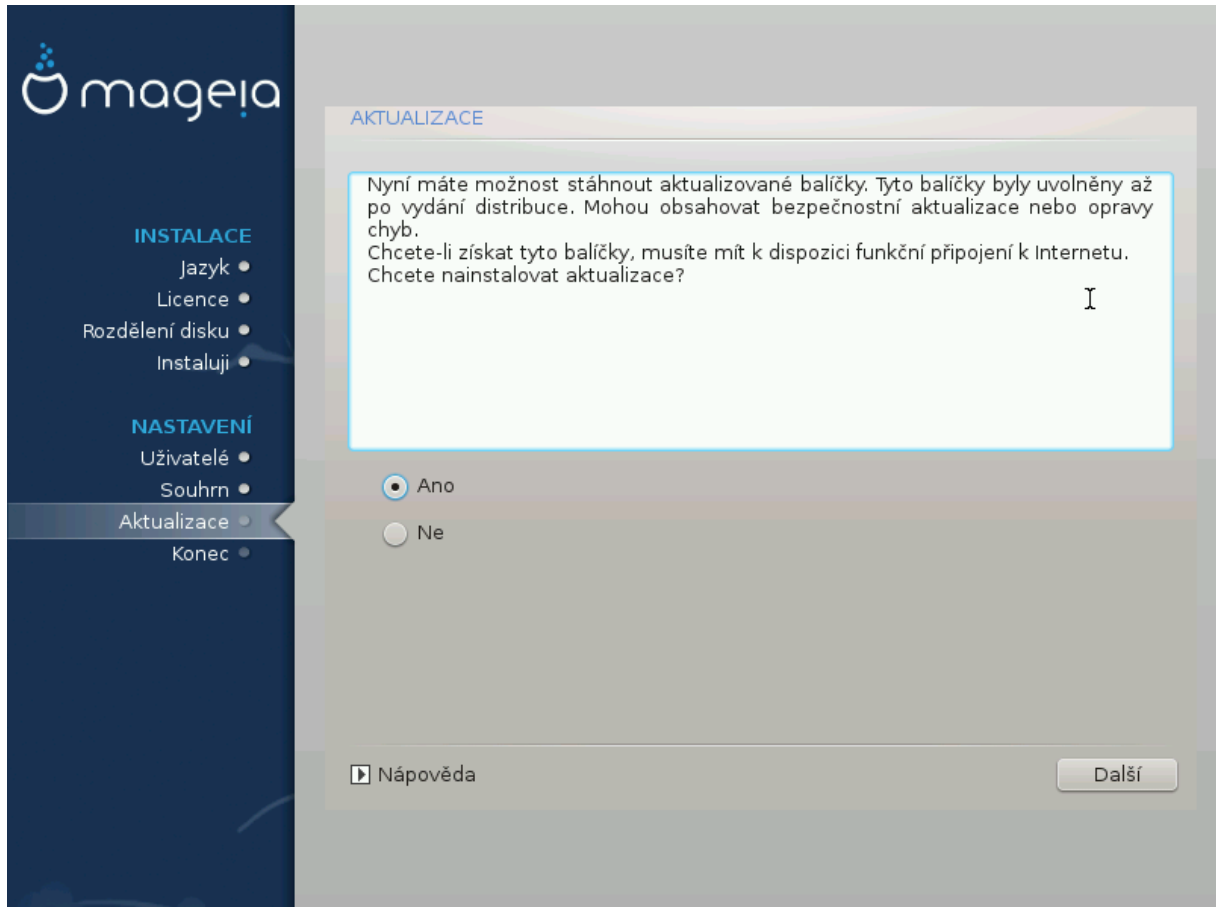 mageia
INSTALACE
Jazyk
Licence
Rozdělení disku
Instaluji
NASTAVENÍ
Uživatelé
Souhrn
Aktualizace
Konec
AKTUALIZACE
Nyní máte možnost stáhnout aktualizované balíčky. Tyto balíčky byly uvolněny až
po vydání distribuce. Mohou obsahovat bezpečnostní aktualizace nebo opravy
chyb.
Chcete-li získat tyto balíčky, musíte mít k dispozici funkční připojení k Internetu.
Chcete nainstalovat aktualizace?
Ano
Ne
Nápověda
Další